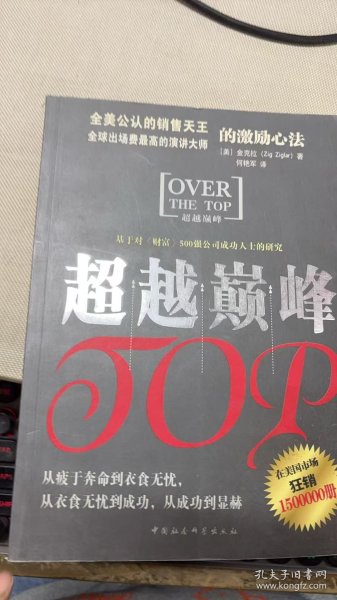 全美公认的销售天王
全球出场费最高的演讲大师
的激励心法
[美] 金克拉 (Zig Ziglar) 著
何艳军 译
OVER
THE TOP
超越巅峰
基于对《财富》500强公司成功人士的研究
超越巅峰
TOP
从疲于奔命到衣食无忧，
从衣食无忧到成功，从成功到显赫
在美国市场
狂销
1500000册
中国社会科学出版社
孔夫子旧书网